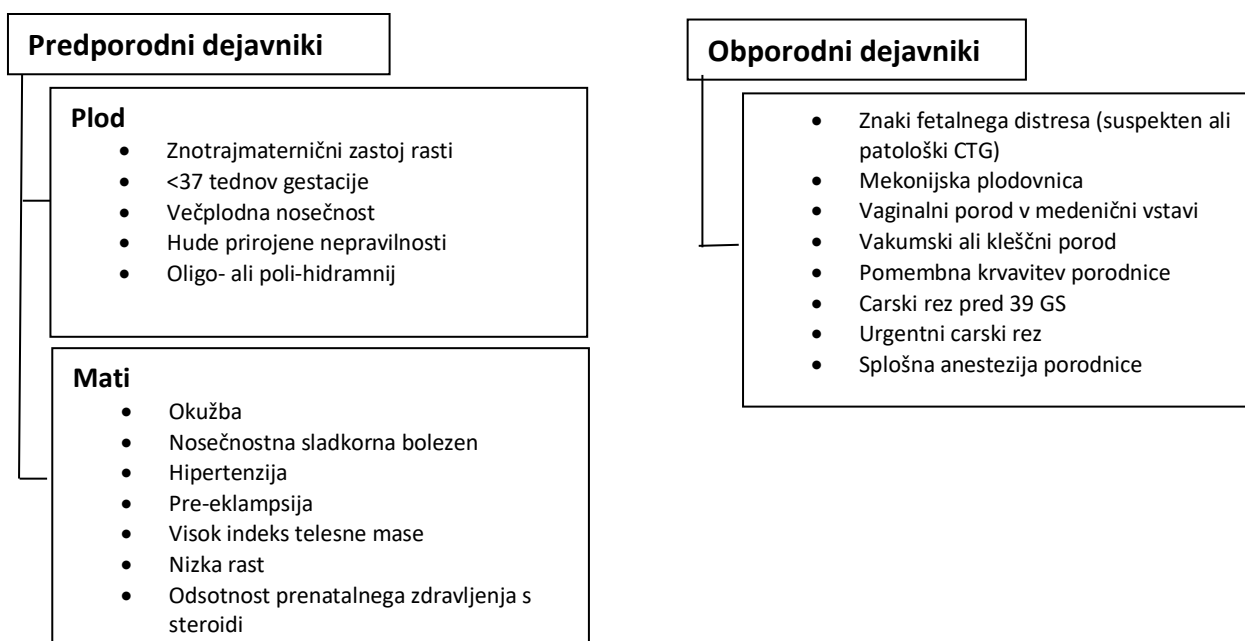 Predporodni dejavniki
Plod
• Znotrajmaternični zastoj rasti
• <37 tednov gestacije
• Večplodna nosečnost
• Hude prirojene nepravilnosti
• Oligo- ali poli-hidramnij
Mati
• Okužba
• Nosečnostna sladkorna bolezen
• Hipertenzija
• Pre-eklampsija
• Visok indeks telesne mase
• Nizka rast
• Odsotnost prenatalnega zdravljenja s
steroidi
Obporodni dejavniki
• Znaki fetalnega distresa (suspekten ali
patološki CTG)
• Mekonijska plodovnica
• Vaginalni porod v medenični vstavi
• Vakumski ali kleščni porod
• Pomembna krvavitev porodnice
• Carski rez pred 39 GS
• Urgentni carski rez
• Splošna anestezija porodnice